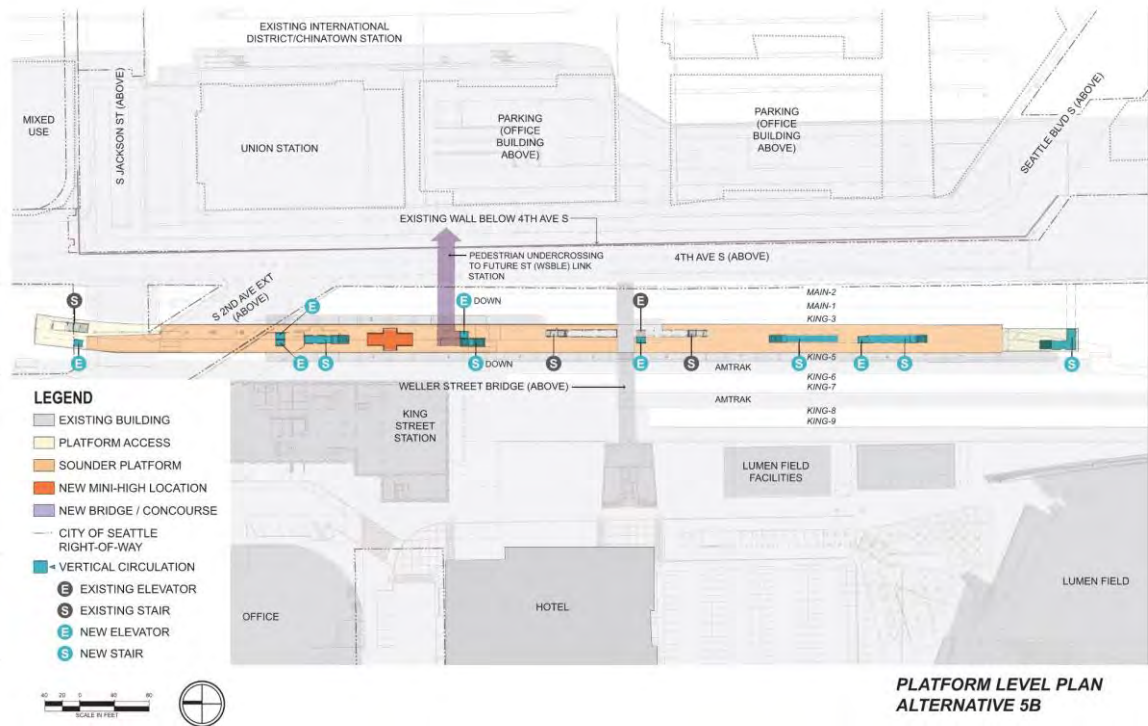 EXISTING INTERNATIONAL
DISTRICT/CHINATOWN STATION
MIXED
USE
S JACKSON ST (ABOVE)
UNION STATION
PARKING
(OFFICE
BUILDING
ABOVE)
PARKING
(OFFICE
BUILDING
ABOVE)
SEATTLE BLVD S (ABOVE)
EXISTING WALL BELOW 4TH AVE S
4TH AVE S (ABOVE)
PEDESTRIAN UNDERCROSSING
TO FUTURE ST (WSBLE) LINK
STATION
S 2ND AVE EXT
(ABOVE)
MAIN-2
MAIN-1
KING-3
S
E
E
DOWN
E
E
E
S
DOWN
S
S
E
S
S
E
S
S
KING-5
AMTRAK
KING-6
KING-7
AMTRAK
KING-8
KING-9
WELLER STREET BRIDGE (ABOVE)
KING
STREET
STATION
LUMEN FIELD
FACILITIES
LUMEN FIELD
HOTEL
OFFICE
LEGEND
EXISTING BUILDING
PLATFORM ACCESS
SOUNDER PLATFORM
NEW MINI-HIGH LOCATION
NEW BRIDGE / CONCOURSE
CITY OF SEATTLE
RIGHT-OF-WAY
VERTICAL CIRCULATION
E EXISTING ELEVATOR
S EXISTING STAIR
E NEW ELEVATOR
S NEW STAIR
40 20 0 40 80
SCALE IN FEET
PLATFORM LEVEL PLAN
ALTERNATIVE 5B